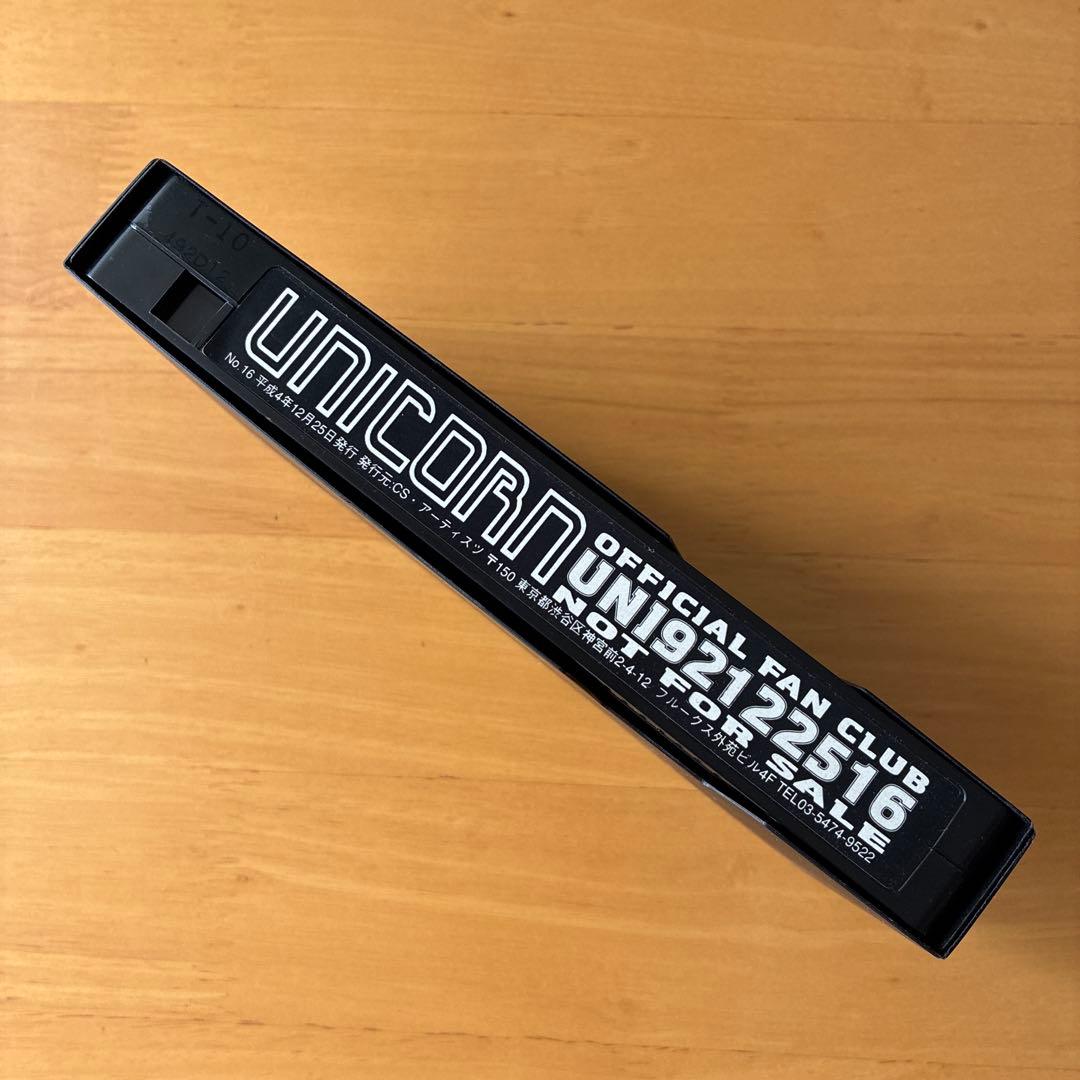 T-10
492D12
UNICORN
OFFICIAL FAN CLUB
UNI92122516
NOT FOR SALE
No.16 平成4年12月25日発行 発行元:CS・アーティスツ 〒150 東京都渋谷区神宮前2-4-12 フルークス外苑ビル4F TEL03-5474-9522